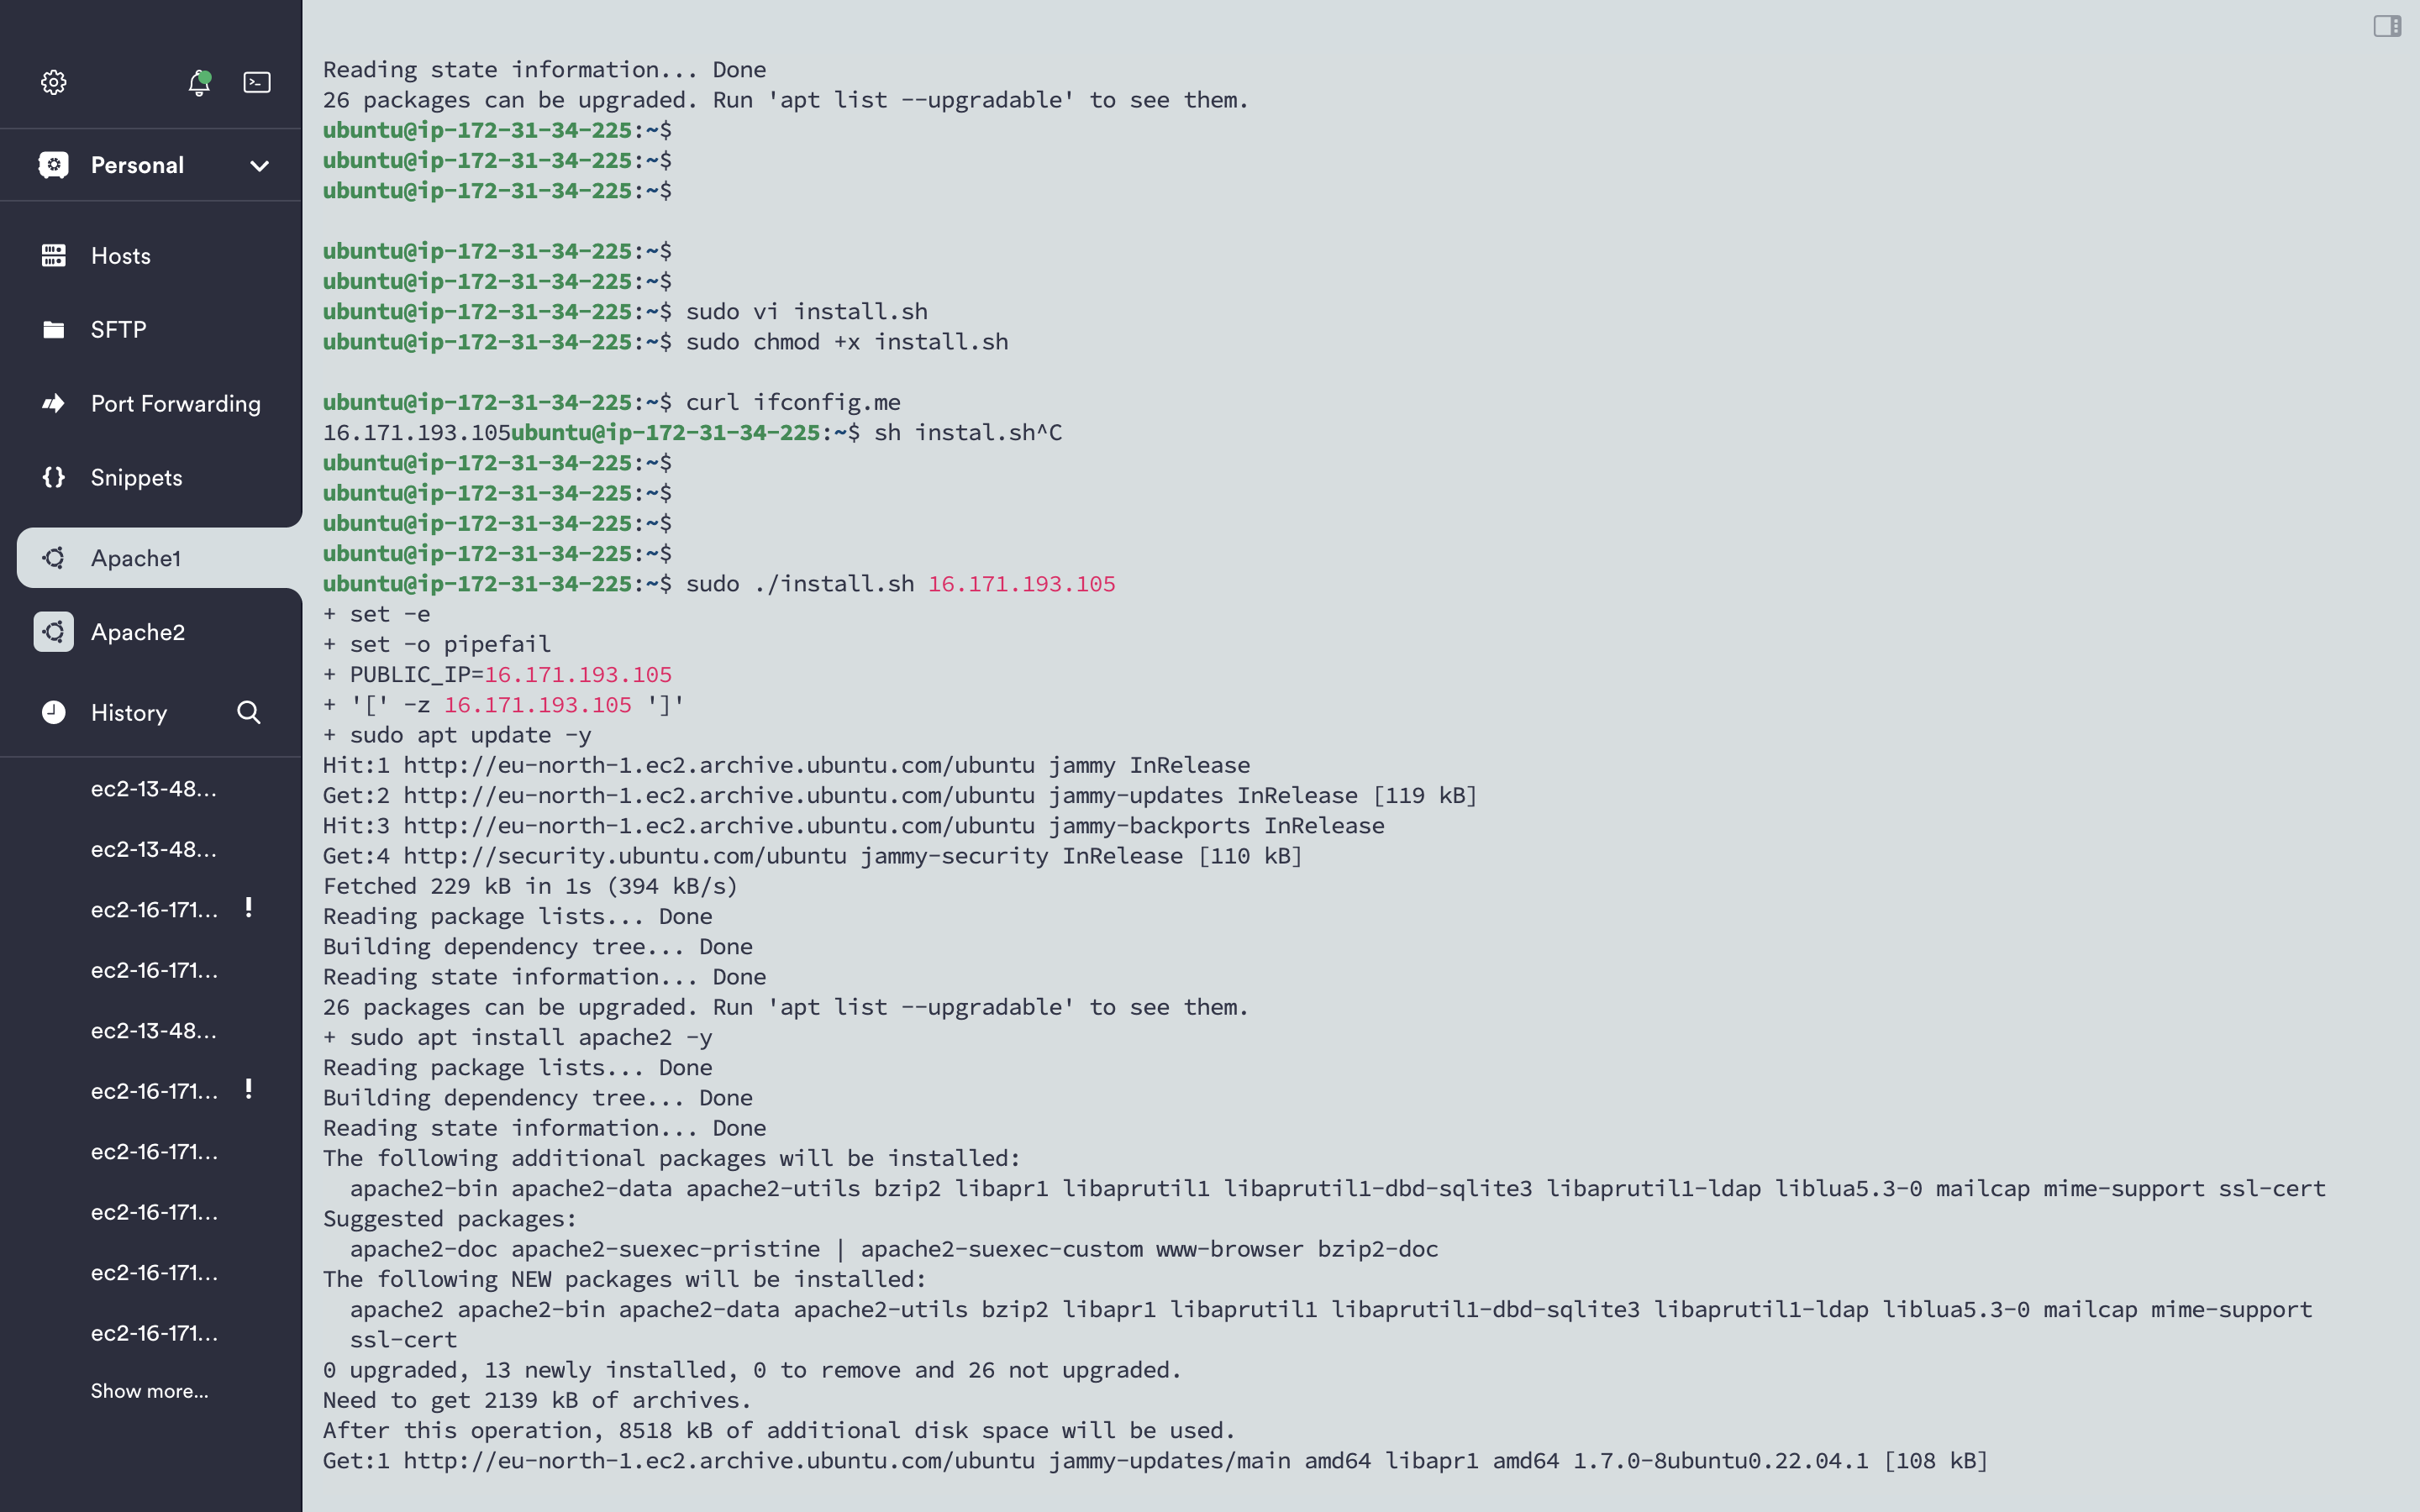 Personal
Hosts
SFTP
Port Forwarding
Snippets
Apache1
Apache2
History
ec2-13-48...
ec2-13-48...
ec2-16-171... !
ec2-16-171...
ec2-13-48...
ec2-16-171... !
ec2-16-171...
ec2-16-171...
ec2-16-171...
ec2-16-171...
Show more...
Reading state information... Done
26 packages can be upgraded. Run 'apt list --upgradable' to see them.
ubuntu@ip-172-31-34-225:~$
ubuntu@ip-172-31-34-225:~$
ubuntu@ip-172-31-34-225:~$
ubuntu@ip-172-31-34-225:~$
ubuntu@ip-172-31-34-225:~$
ubuntu@ip-172-31-34-225:~$ sudo vi install.sh
ubuntu@ip-172-31-34-225:~$ sudo chmod +x install.sh
ubuntu@ip-172-31-34-225:~$ curl ifconfig.me
16.171.193.105ubuntu@ip-172-31-34-225:~$ sh instal.sh^C
ubuntu@ip-172-31-34-225:~$
ubuntu@ip-172-31-34-225:~$
ubuntu@ip-172-31-34-225:~$
ubuntu@ip-172-31-34-225:~$
ubuntu@ip-172-31-34-225:~$ sudo ./install.sh 16.171.193.105
+ set -e
+ set -o pipefail
+ PUBLIC_IP=16.171.193.105
+ '[' -z 16.171.193.105 ']'
+ sudo apt update -y
Hit:1 http://eu-north-1.ec2.archive.ubuntu.com/ubuntu jammy InRelease
Get:2 http://eu-north-1.ec2.archive.ubuntu.com/ubuntu jammy-updates InRelease [119 kB]
Hit:3 http://eu-north-1.ec2.archive.ubuntu.com/ubuntu jammy-backports InRelease
Get:4 http://security.ubuntu.com/ubuntu jammy-security InRelease [110 kB]
Fetched 229 kB in 1s (394 kB/s)
Reading package lists... Done
Building dependency tree... Done
Reading state information... Done
26 packages can be upgraded. Run 'apt list --upgradable' to see them.
+ sudo apt install apache2 -y
Reading package lists... Done
Building dependency tree... Done
Reading state information... Done
The following additional packages will be installed:
apache2-bin apache2-data apache2-utils bzip2 libapr1 libaprutil1 libaprutil1-dbd-sqlite3 libaprutil1-ldap liblua5.3-0 mailcap mime-support ssl-cert
Suggested packages:
apache2-doc apache2-suexec-pristine | apache2-suexec-custom www-browser bzip2-doc
The following NEW packages will be installed:
apache2 apache2-bin apache2-data apache2-utils bzip2 libapr1 libaprutil1 libaprutil1-dbd-sqlite3 libaprutil1-ldap liblua5.3-0 mailcap mime-support
ssl-cert
0 upgraded, 13 newly installed, 0 to remove and 26 not upgraded.
Need to get 2139 kB of archives.
After this operation, 8518 kB of additional disk space will be used.
Get:1 http://eu-north-1.ec2.archive.ubuntu.com/ubuntu jammy-updates/main amd64 libapr1 amd64 1.7.0-8ubuntu0.22.04.1 [108 kB]